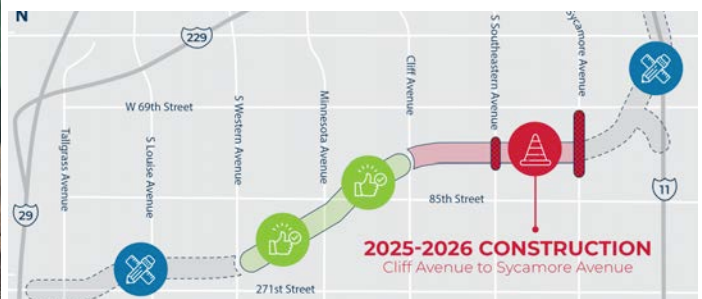 N
229
W 69th Street
Tallgrass Avenue
S Louise Avenue
S Western Avenue
Minnesota Avenue
Cliff Avenue
S Southeastern Avenue
Sycamore Avenue
85th Street
29
11
271st Street
2025-2026 CONSTRUCTION
Cliff Avenue to Sycamore Avenue